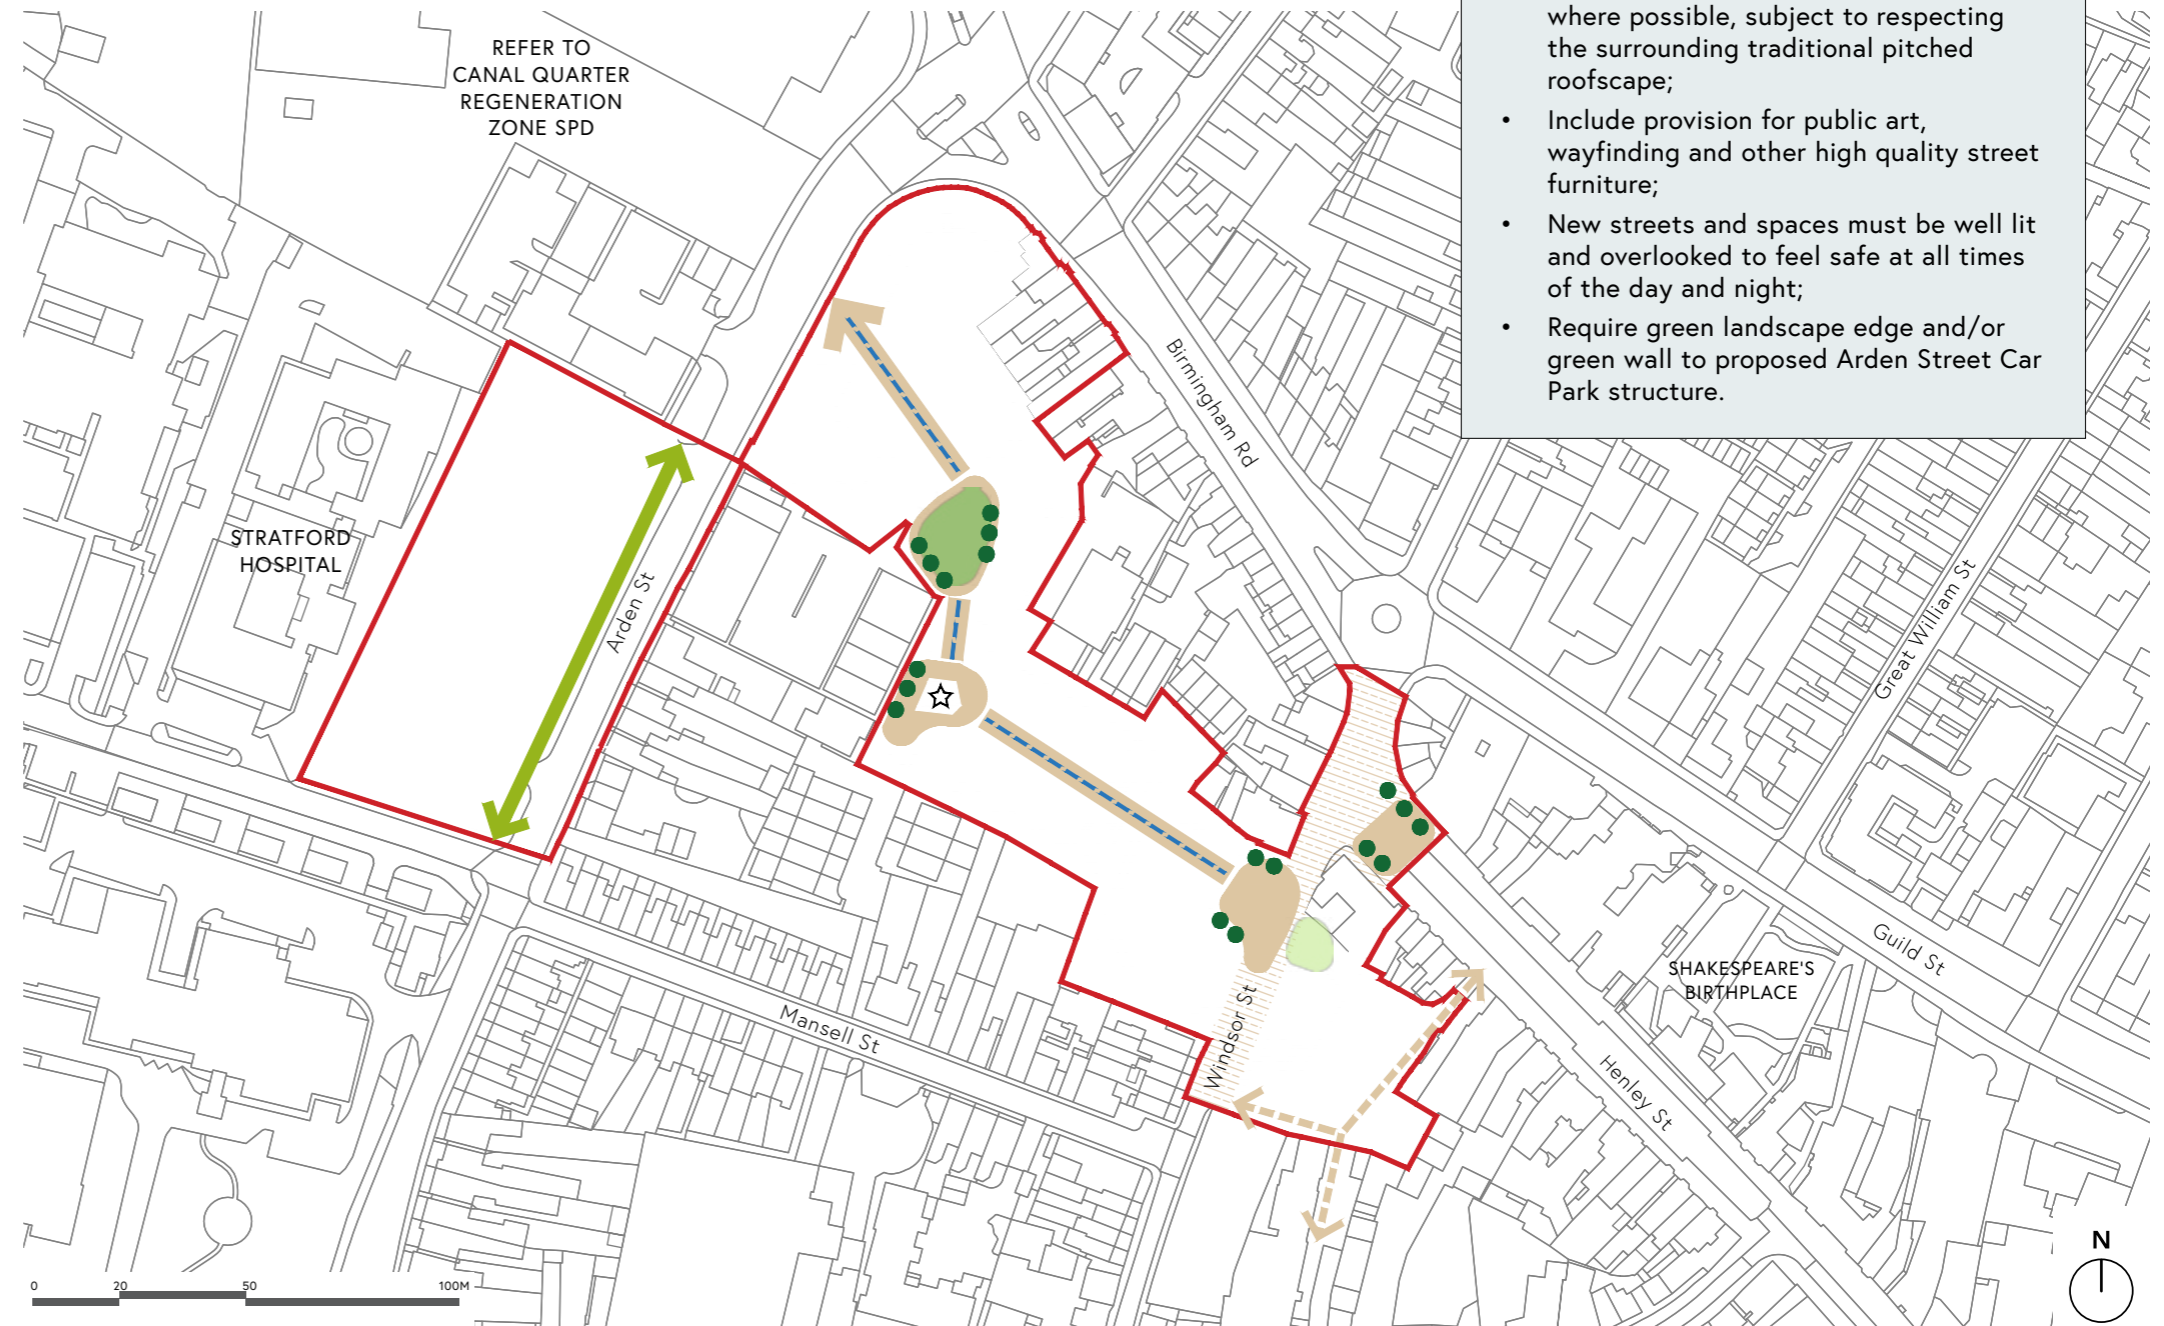 where possible, subject to respecting
the surrounding traditional pitched
roofscape;
• Include provision for public art,
wayfinding and other high quality street
furniture;
• New streets and spaces must be well lit
and overlooked to feel safe at all times
of the day and night;
• Require green landscape edge and/or
green wall to proposed Arden Street Car
Park structure.
REFER TO
CANAL QUARTER
REGENERATION
ZONE SPD
Birmingham Rd
STRATFORD
HOSPITAL
Arden St
Great William St
Guild St
SHAKESPEARE'S
BIRTHPLACE
Mansell St
Windsor St
Henley St
0 20 50 100M
N